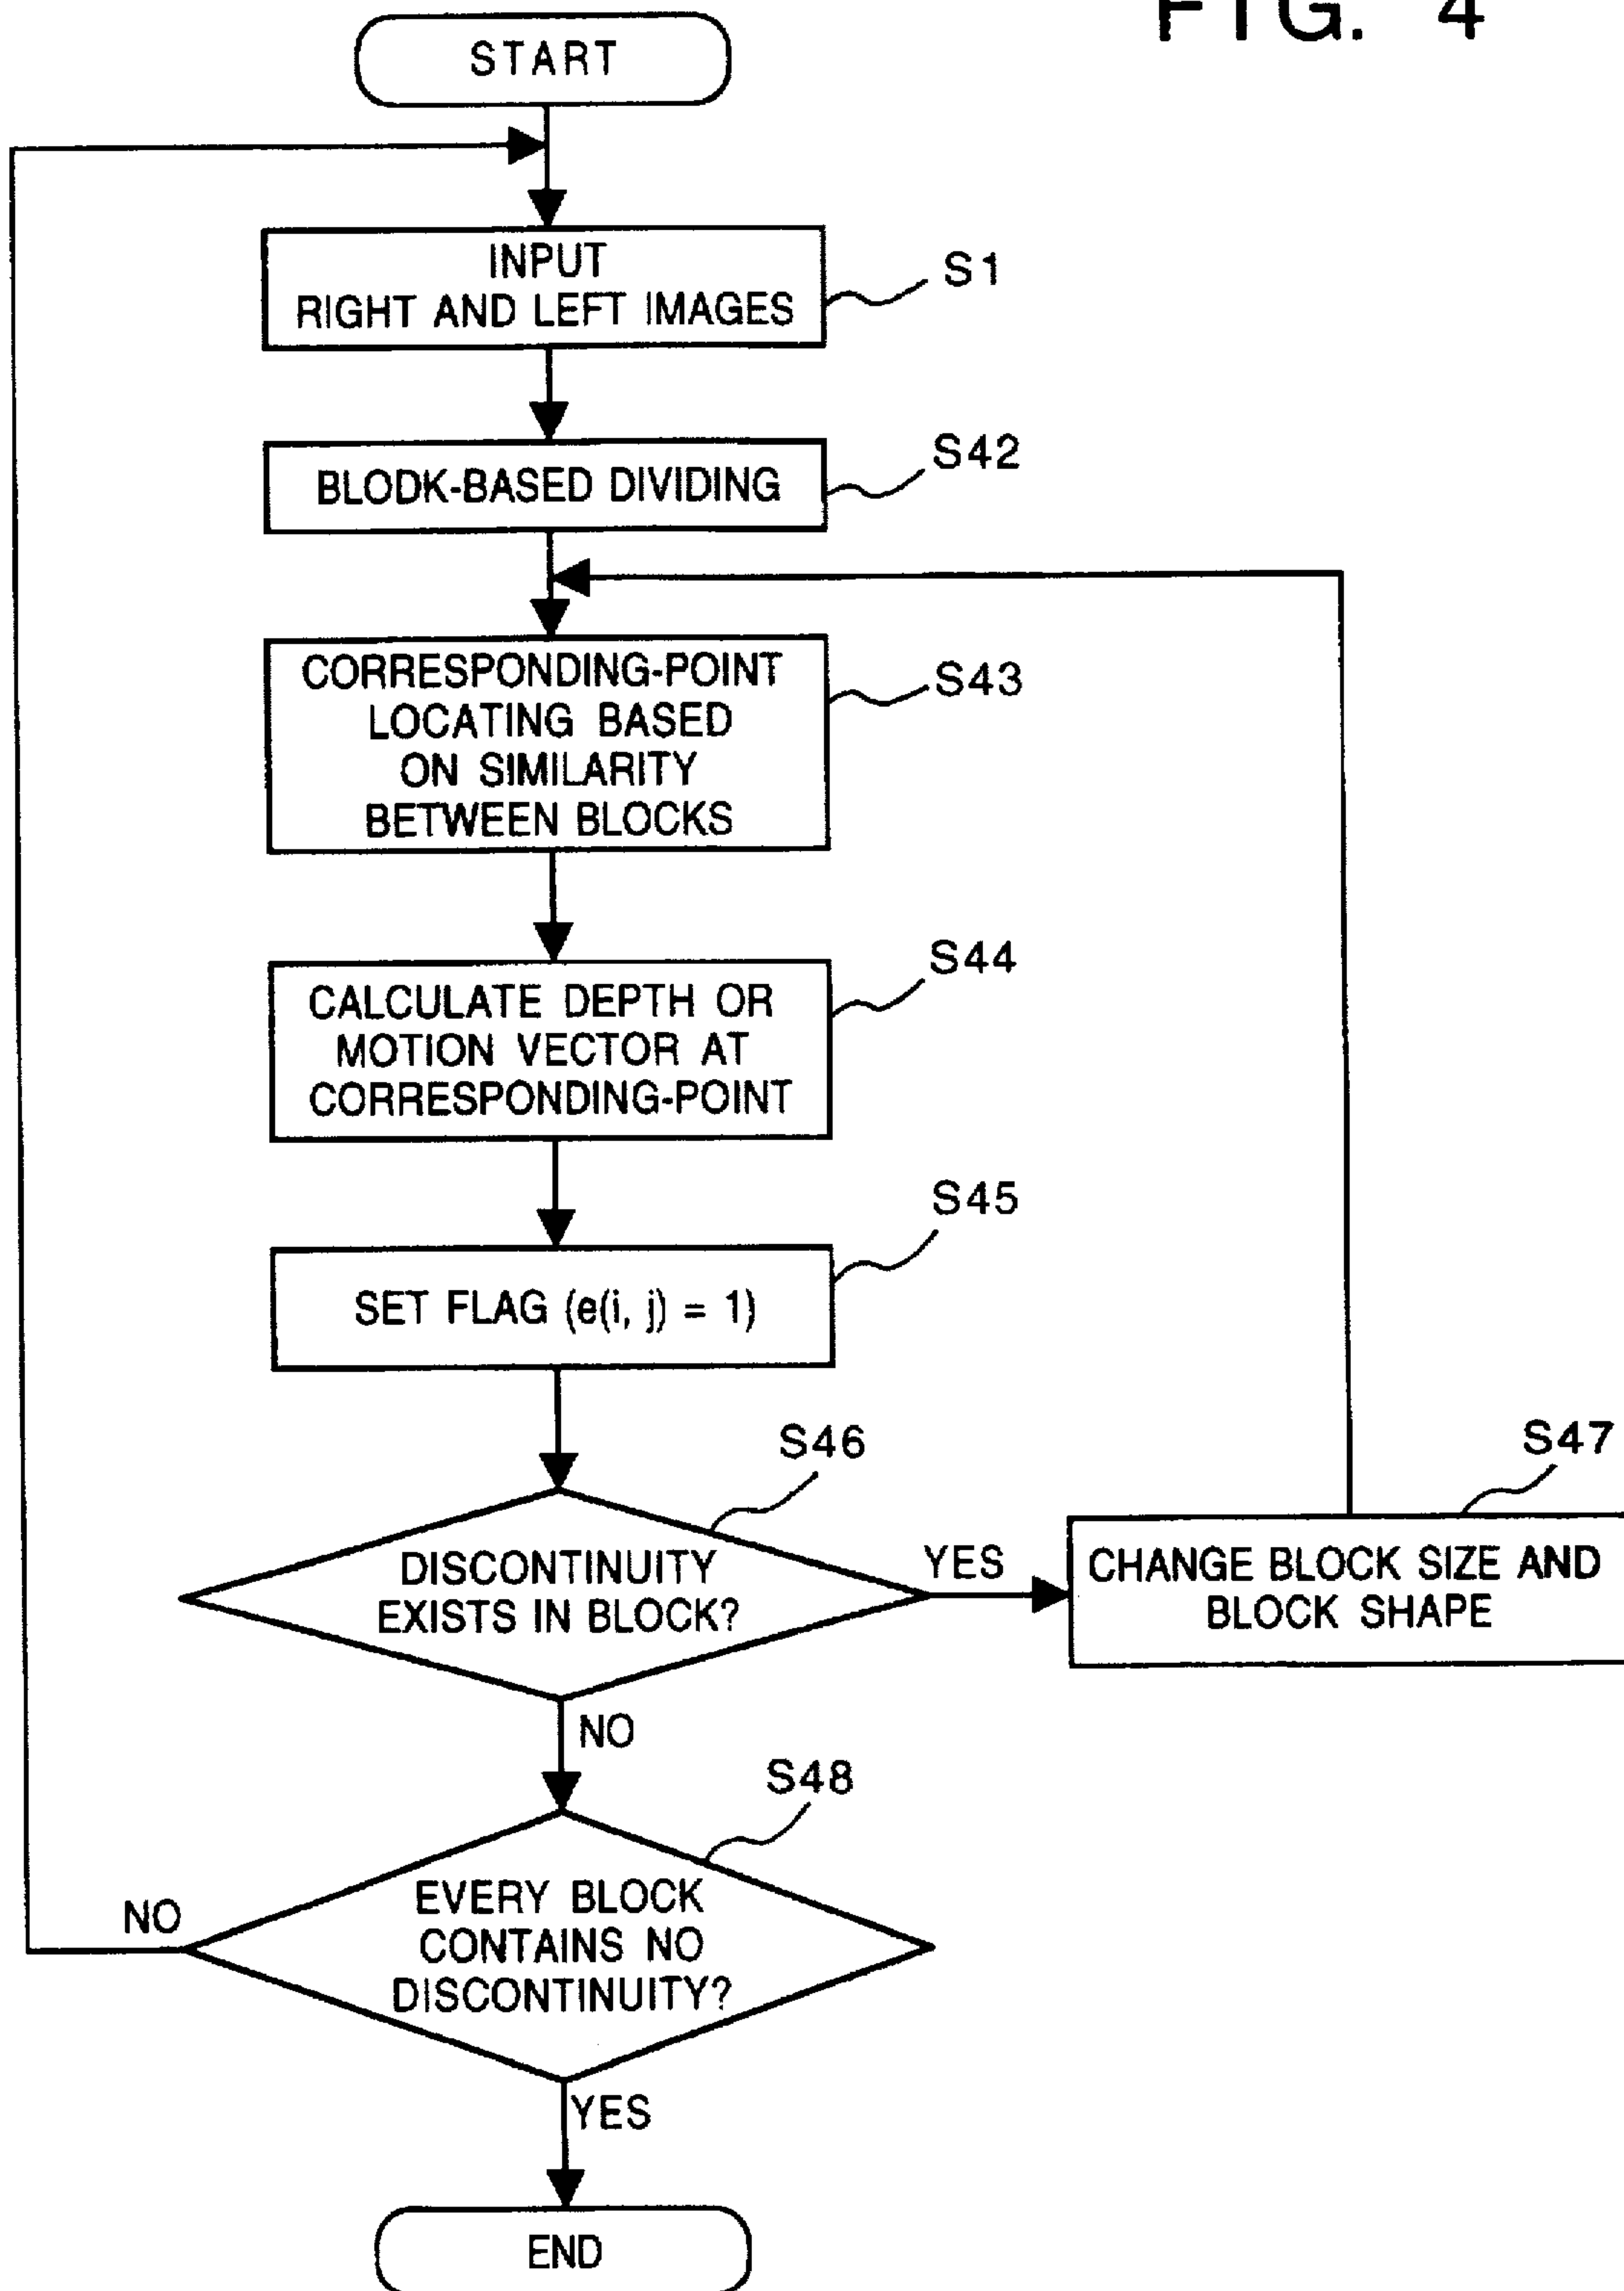 FIG. 4
START
INPUT
RIGHT AND LEFT IMAGES
S1
BLODK-BASED DIVIDING
S42
CORRESPONDING-POINT
LOCATING BASED
ON SIMILARITY
BETWEEN BLOCKS
S43
CALCULATE DEPTH OR
MOTION VECTOR AT
CORRESPONDING-POINT
S44
SET FLAG (e(i, j) = 1)
S45
DISCONTINUITY
EXISTS IN BLOCK?
S46
YES
CHANGE BLOCK SIZE AND
BLOCK SHAPE
S47
NO
EVERY BLOCK
CONTAINS NO
DISCONTINUITY?
S48
NO
YES
END